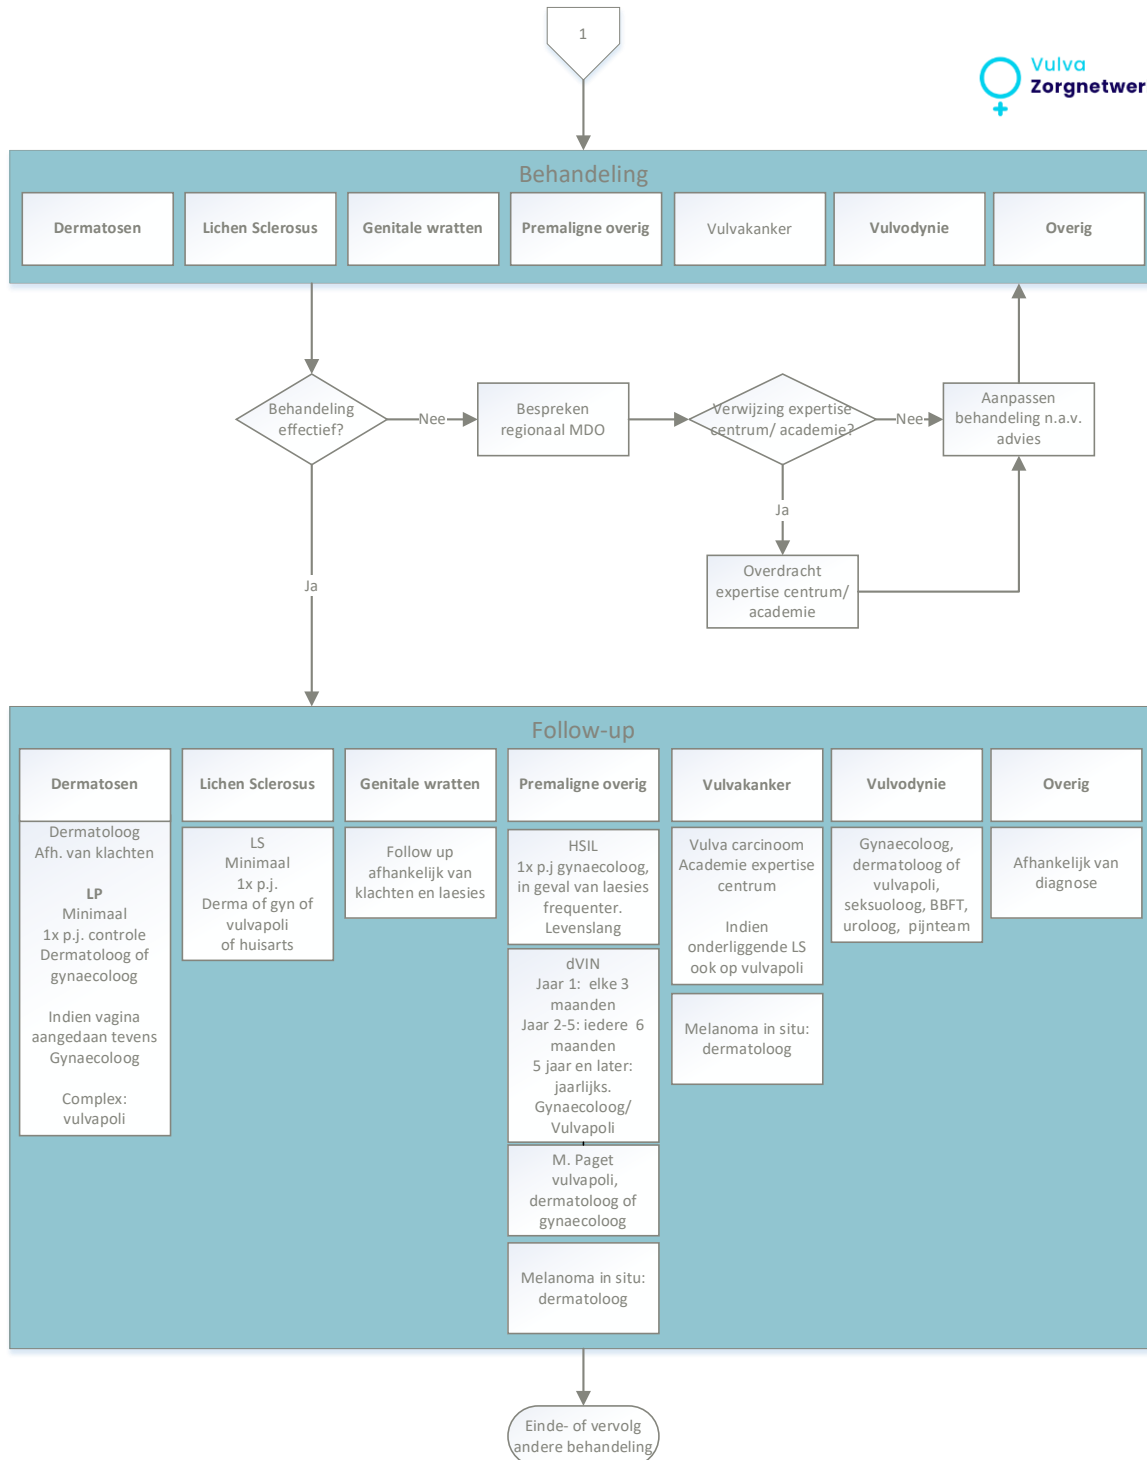 1
Vulva
Zorgnetwer
Behandeling
Dermatosen
Lichen Sclerosus
Genitale wratten
Premaligne overig
Vulvakanker
Vulvodynie
Overig
Behandeling
effectief?
Nee
Bespreken
regionaal MDO
Verwijzing expertise
centrum/ academie?
Nee
Aanpassen
behandeling n.a.v.
advies
Ja
Overdracht
expertise centrum/
academie
Ja
Follow-up
Dermatosen
Dermatoloog
Afh. van klachten
LP
Minimaal
1x p.j. controle
Dermatoloog of
gynaecoloog
Indien vagina
aangedaan tevens
Gynaecoloog
Complex:
vulvapoli
Lichen Sclerosus
LS
Minimaal
1x p.j.
Derma of gyn of
vulvapoli
of huisarts
Genitale wratten
Follow up
afhankelijk van
klachten en laesies
Premaligne overig
HSIL
1x p.j gynaecoloog,
in geval van laesies
frequenter.
Levenslang
dVIN
Jaar 1: elke 3
maanden
Jaar 2-5: iedere 6
maanden
5 jaar en later:
jaarlijks.
Gynaecoloog/
Vulvapoli
M. Paget
vulvapoli,
dermatoloog of
gynaecoloog
Melanoma in situ:
dermatoloog
Vulvakanker
Vulva carcinoom
Academie expertise
centrum
Indien
onderliggende LS
ook op vulvapoli
Melanoma in situ:
dermatoloog
Vulvodynie
Gynaecoloog,
dermatoloog of
vulvapoli,
seksuoloog, BBFT,
uroloog, pijnteam
Overig
Afhankelijk van
diagnose
Einde- of vervolg
andere behandeling